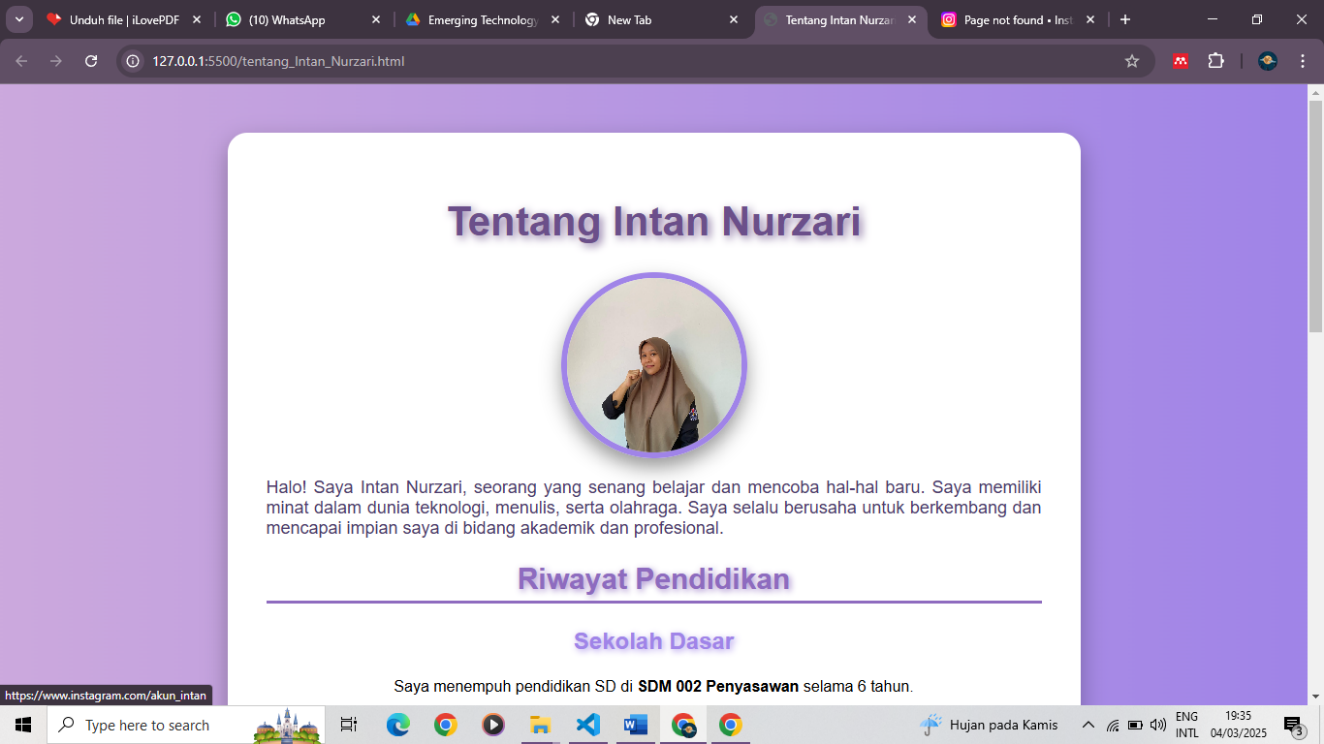 Unduh file | iLovePDF
(10) WhatsApp
Emerging Technology
New Tab
Tentang Intan Nurzar
Page not found • Inst
127.0.0.1:5500/tentang_Intan_Nurzari.html
Tentang Intan Nurzari
Halo! Saya Intan Nurzari, seorang yang senang belajar dan mencoba hal-hal baru. Saya memiliki
minat dalam dunia teknologi, menulis, serta olahraga. Saya selalu berusaha untuk berkembang dan
mencapai impian saya di bidang akademik dan profesional.
Riwayat Pendidikan
Sekolah Dasar
Saya menempuh pendidikan SD di SDM 002 Penyasawan selama 6 tahun.
https://www.instagram.com/akun_intan
Type here to search
Hujan pada Kamis
ENG
INTL
19:35
04/03/2025
3